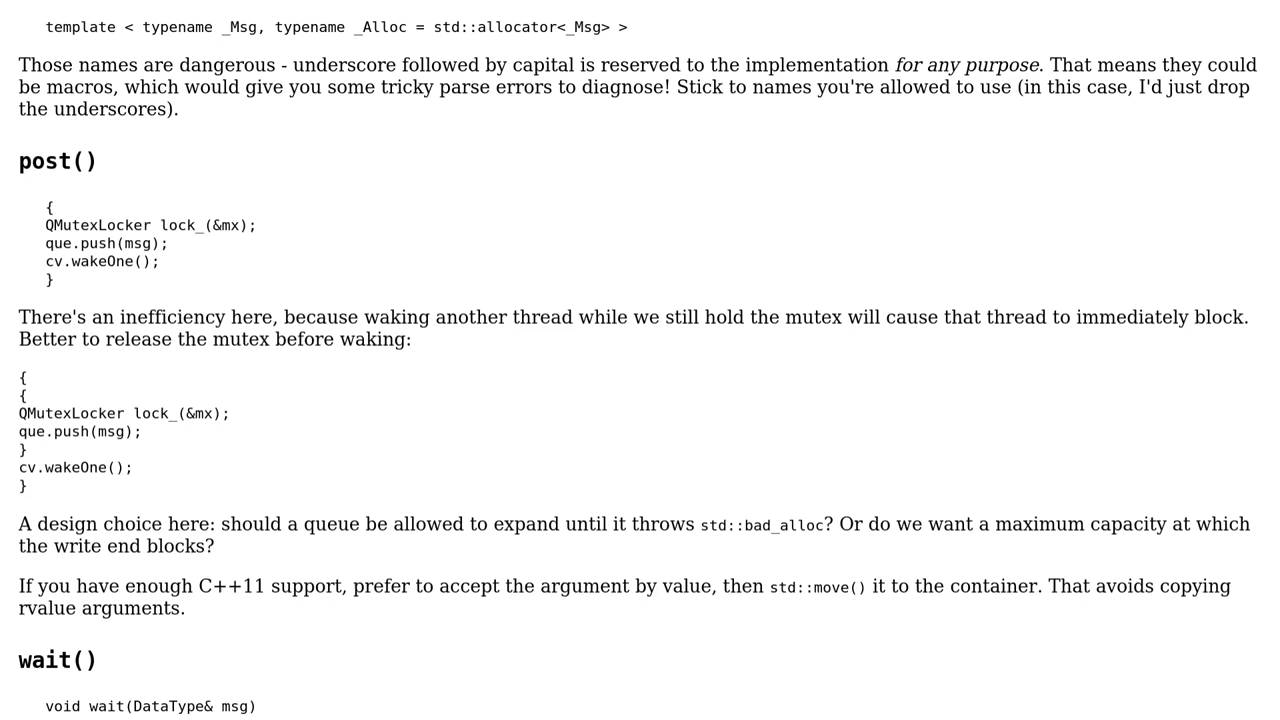 template < typename _Msg, typename _Alloc = std::allocator<_Msg> >
Those names are dangerous - underscore followed by capital is reserved to the implementation for any purpose. That means they could
be macros, which would give you some tricky parse errors to diagnose! Stick to names you're allowed to use (in this case, I'd just drop
the underscores).
post()
{
QMutexLocker lock_(&mx);
que.push(msg);
cv.wakeOne();
}
There's an inefficiency here, because waking another thread while we still hold the mutex will cause that thread to immediately block.
Better to release the mutex before waking:
{
{
QMutexLocker lock_(&mx);
que.push(msg);
}
cv.wakeOne();
}
A design choice here: should a queue be allowed to expand until it throws std::bad_alloc? Or do we want a maximum capacity at which
the write end blocks?
If you have enough C++11 support, prefer to accept the argument by value, then std::move() it to the container. That avoids copying
rvalue arguments.
wait()
void wait(DataType& msg)